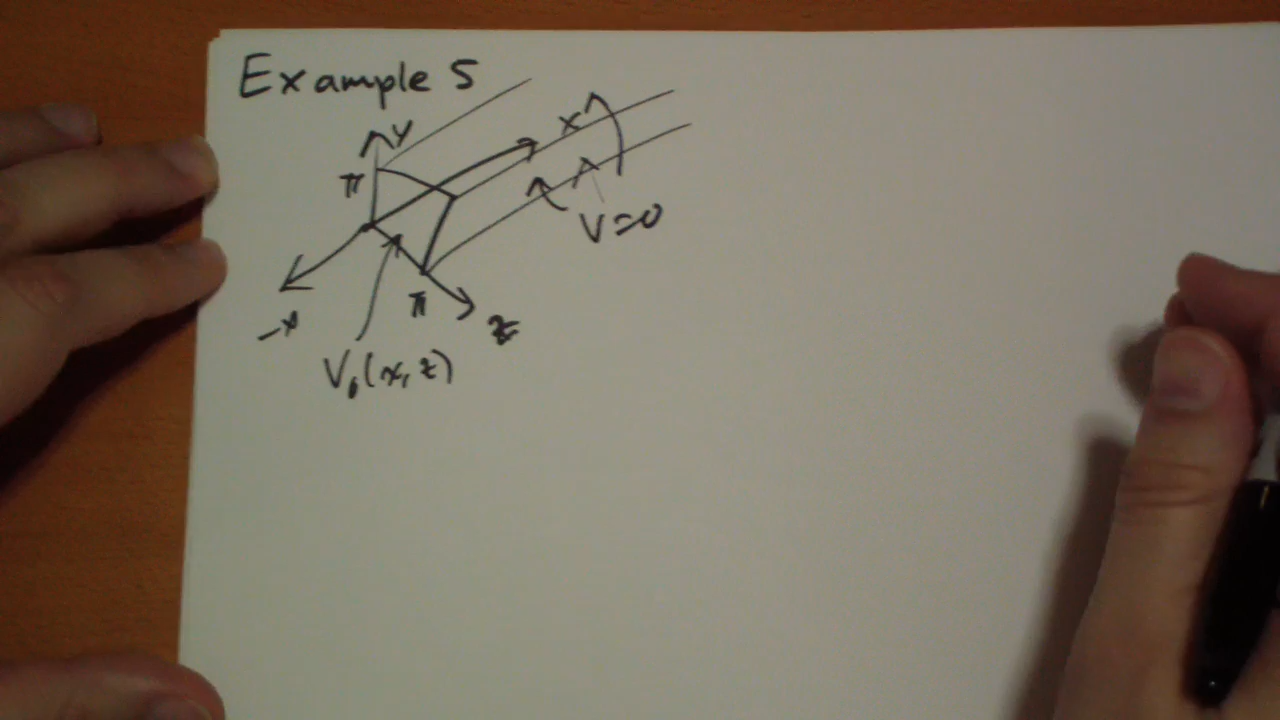 Example 5
y
x
π
V=0
-x
π
z
V₀(x,z)